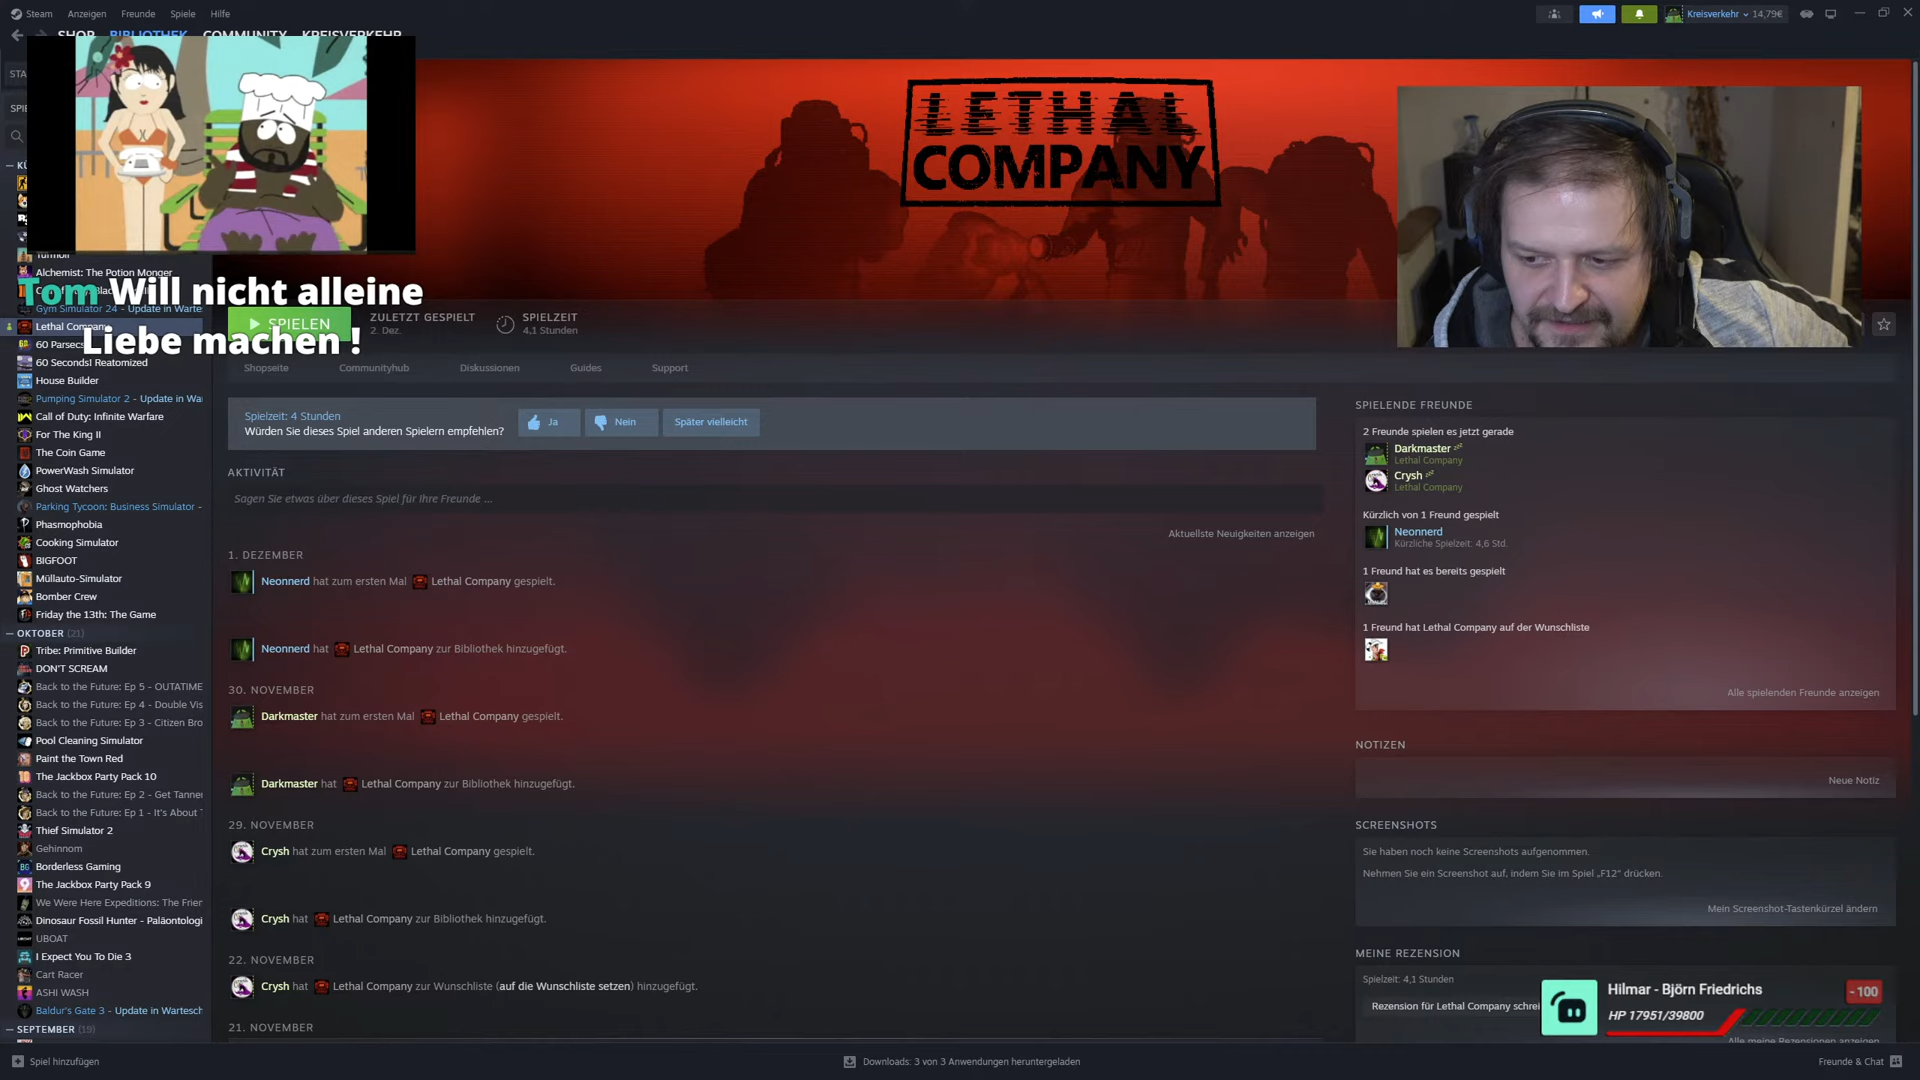 Steam Anzeigen Freunde Spiele Hilfe
Kreisverkehr 14,79€
SHOP BIBLIOTHEK COMMUNITY KREISVERKEHR
LETHAL
COMPANY
Tom Will nicht alleine
Liebe machen !
Alchemist: The Potion Monger
Gym Simulator 24 - Update in Warte
Lethal Company
60 Parsecs
60 Seconds! Reatomized
House Builder
Pumping Simulator 2 - Update in Wa
Call of Duty: Infinite Warfare
For The King II
The Coin Game
PowerWash Simulator
Ghost Watchers
Parking Tycoon: Business Simulator -
Phasmophobia
Cooking Simulator
BIGFOOT
Müllauto-Simulator
Bomber Crew
Friday the 13th: The Game
OKTOBER (21)
Tribe: Primitive Builder
DON'T SCREAM
Back to the Future: Ep 5 - OUTATIME
Back to the Future: Ep 4 - Double Vis
Back to the Future: Ep 3 - Citizen Bro
Pool Cleaning Simulator
Paint the Town Red
The Jackbox Party Pack 10
Back to the Future: Ep 2 - Get Tanne
Back to the Future: Ep 1 - It's About
Thief Simulator 2
Gehinnom
Borderless Gaming
The Jackbox Party Pack 9
We Were Here Expeditions: The Frie
Dinosaur Fossil Hunter - Paläontologi
UBOAT
I Expect You To Die 3
Cart Racer
ASHI WASH
Baldur's Gate 3 - Update in Wartesch
SEPTEMBER (19)
SPIELEN
ZULETZT GESPIELT
2. Dez.
SPIELZEIT
4,1 Stunden
Shopseite Communityhub Diskussionen Guides Support
Spielzeit: 4 Stunden
Würden Sie dieses Spiel anderen Spielern empfehlen?
Ja Nein Später vielleicht
AKTIVITÄT
Sagen Sie etwas über dieses Spiel für Ihre Freunde ...
Aktuellste Neuigkeiten anzeigen
1. DEZEMBER
Neonnerd hat zum ersten Mal Lethal Company gespielt.
Neonnerd hat Lethal Company zur Bibliothek hinzugefügt.
30. NOVEMBER
Darkmaster hat zum ersten Mal Lethal Company gespielt.
Darkmaster hat Lethal Company zur Bibliothek hinzugefügt.
29. NOVEMBER
Crysh hat zum ersten Mal Lethal Company gespielt.
Crysh hat Lethal Company zur Bibliothek hinzugefügt.
22. NOVEMBER
Crysh hat Lethal Company zur Wunschliste (auf die Wunschliste setzen) hinzugefügt.
21. NOVEMBER
SPIELENDE FREUNDE
2 Freunde spielen es jetzt gerade
Darkmaster
Lethal Company
Crysh
Lethal Company
Kürzlich von 1 Freund gespielt
Neonnerd
Kürzliche Spielzeit: 4,6 Std.
1 Freund hat es bereits gespielt
1 Freund hat Lethal Company auf der Wunschliste
Alle spielenden Freunde anzeigen
NOTIZEN
Neue Notiz
SCREENSHOTS
Sie haben noch keine Screenshots aufgenommen.
Nehmen Sie ein Screenshot auf, indem Sie im Spiel „F12" drücken.
Mein Screenshot-Tastenkürzel ändern
MEINE REZENSION
Spielzeit: 4,1 Stunden
Rezension für Lethal Company schrei
Hilmar - Björn Friedrichs
-100
HP 17951/39800
Alle meine Rezensionen anzeigen
Spiel hinzufügen
Downloads: 3 von 3 Anwendungen heruntergeladen
Freunde & Chat